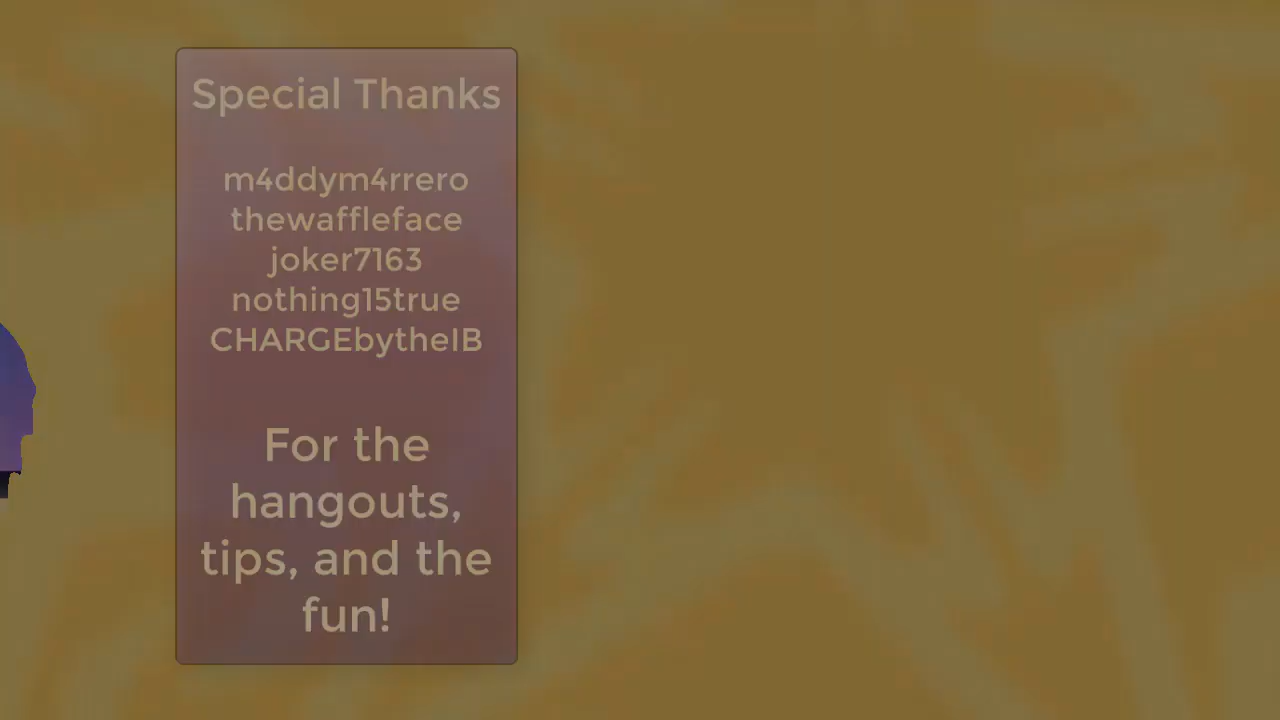 Special Thanks
m4ddym4rrero
thewaffleface
joker7163
nothing15true
CHARGEbytheIB
For the
hangouts,
tips, and the
fun!